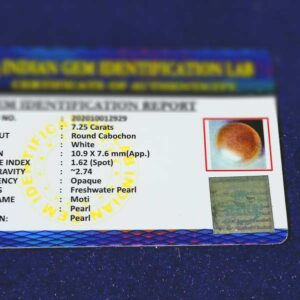 INDIAN GEM IDENTIFICATION LAB
CERTIFICATE OF AUTHENTICITY
EM IDENTIFICATION REPORT
NO. : 202010012929
: 7.25 Carats
UT : Round Cabochon
: White
: 10.9 X 7.6 mm (App.)
E INDEX : 1.62 (Spot)
RAVITY : ~2.74
ENCY : Opaque
: Freshwater Pearl
AME : Moti
: Pearl
ON: : Pearl